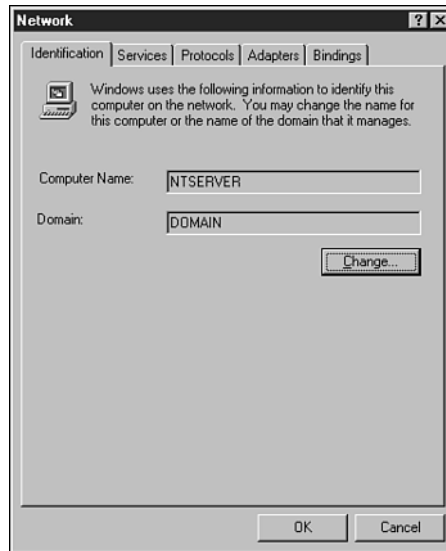 Network
Identification Services Protocols Adapters Bindings
Windows uses the following information to identify this
computer on the network. You may change the name for
this computer or the name of the domain that it manages.
Computer Name: NTSERVER
Domain: DOMAIN
Change...
OK Cancel